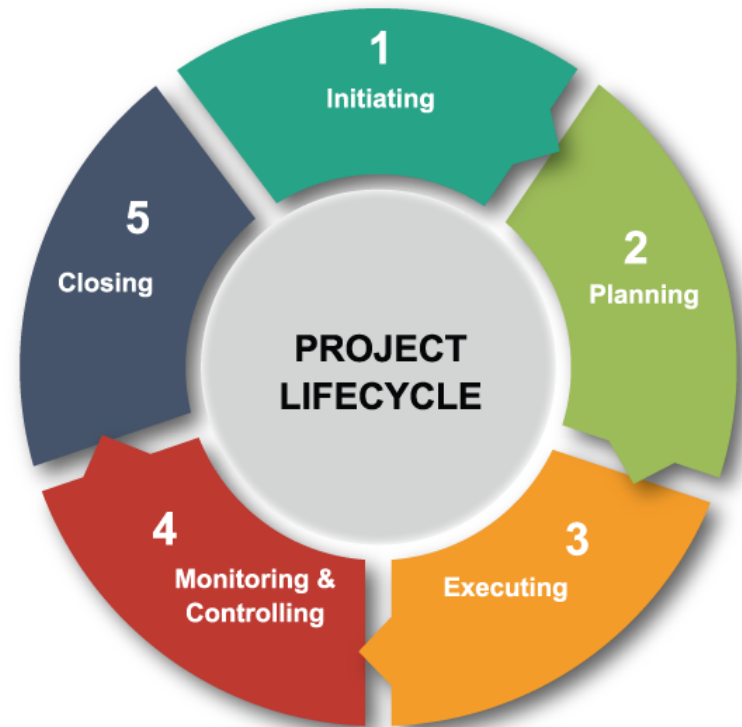 1
Initiating
2
Planning
3
Executing
4
Monitoring &
Controlling
5
Closing
PROJECT
LIFECYCLE